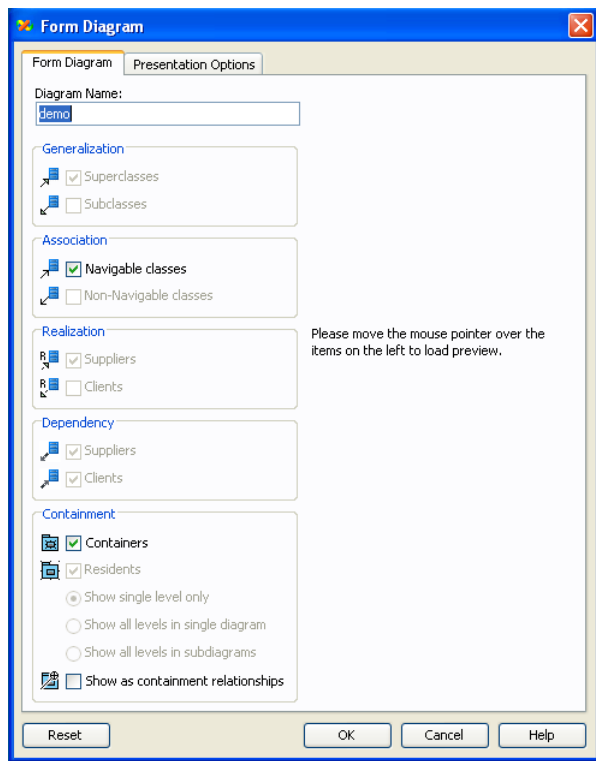 Form Diagram
Form Diagram
Presentation Options
Diagram Name:
demo
Generalization
Superclasses
Subclasses
Association
Navigable classes
Non-Navigable classes
Realization
R
Suppliers
R
Clients
Please move the mouse pointer over the
items on the left to load preview.
Dependency
Suppliers
Clients
Containment
Containers
Residents
Show single level only
Show all levels in single diagram
Show all levels in subdiagrams
Show as containment relationships
Reset
OK
Cancel
Help